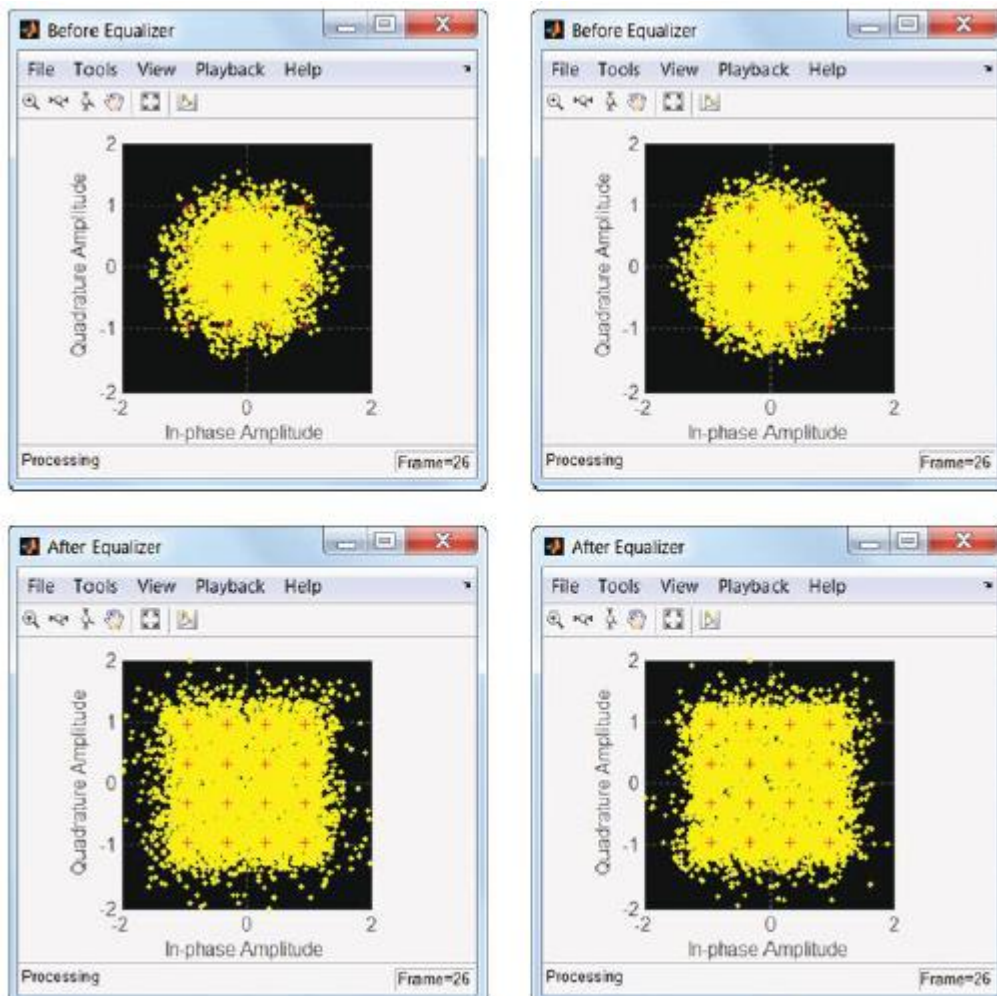 Before Equalizer
File Tools View Playback Help
Quadrature Amplitude
2
1
0
-1
-2
-2 0 2
In-phase Amplitude
Processing Frame=26
Before Equalizer
File Tools View Playback Help
Quadrature Amplitude
2
1
0
-1
-2
-2 0 2
In-phase Amplitude
Processing Frame=26
After Equalizer
File Tools View Playback Help
Quadrature Amplitude
2
1
0
-1
-2
-2 0 2
In-phase Amplitude
Processing Frame=26
After Equalizer
File Tools View Playback Help
Quadrature Amplitude
2
1
0
-1
-2
-2 0 2
In-phase Amplitude
Processing Frame=26